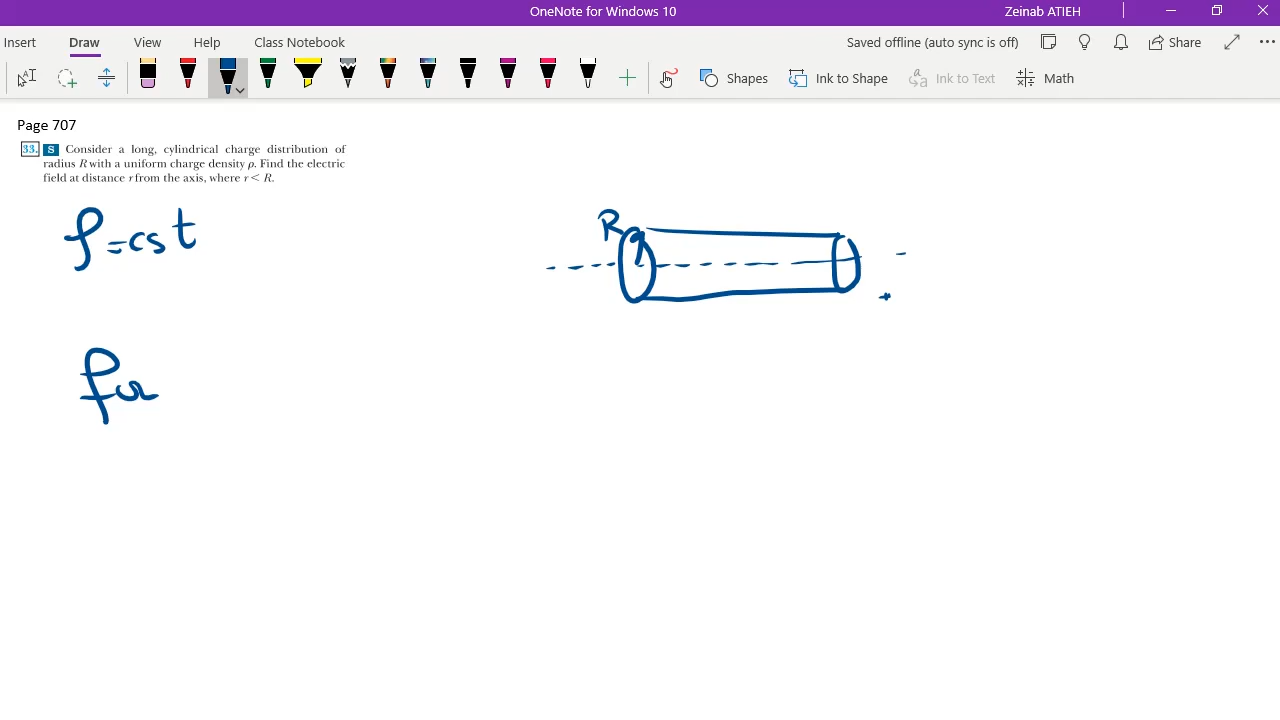 OneNote for Windows 10
Zeinab ATIEH
Insert Draw View Help Class Notebook
Saved offline (auto sync is off)
Share
Shapes
Ink to Shape
Ink to Text
Math
Page 707
33. S Consider a long, cylindrical charge distribution of
radius R with a uniform charge density ρ. Find the electric
field at distance r from the axis, where r < R.
ρ = cst
R